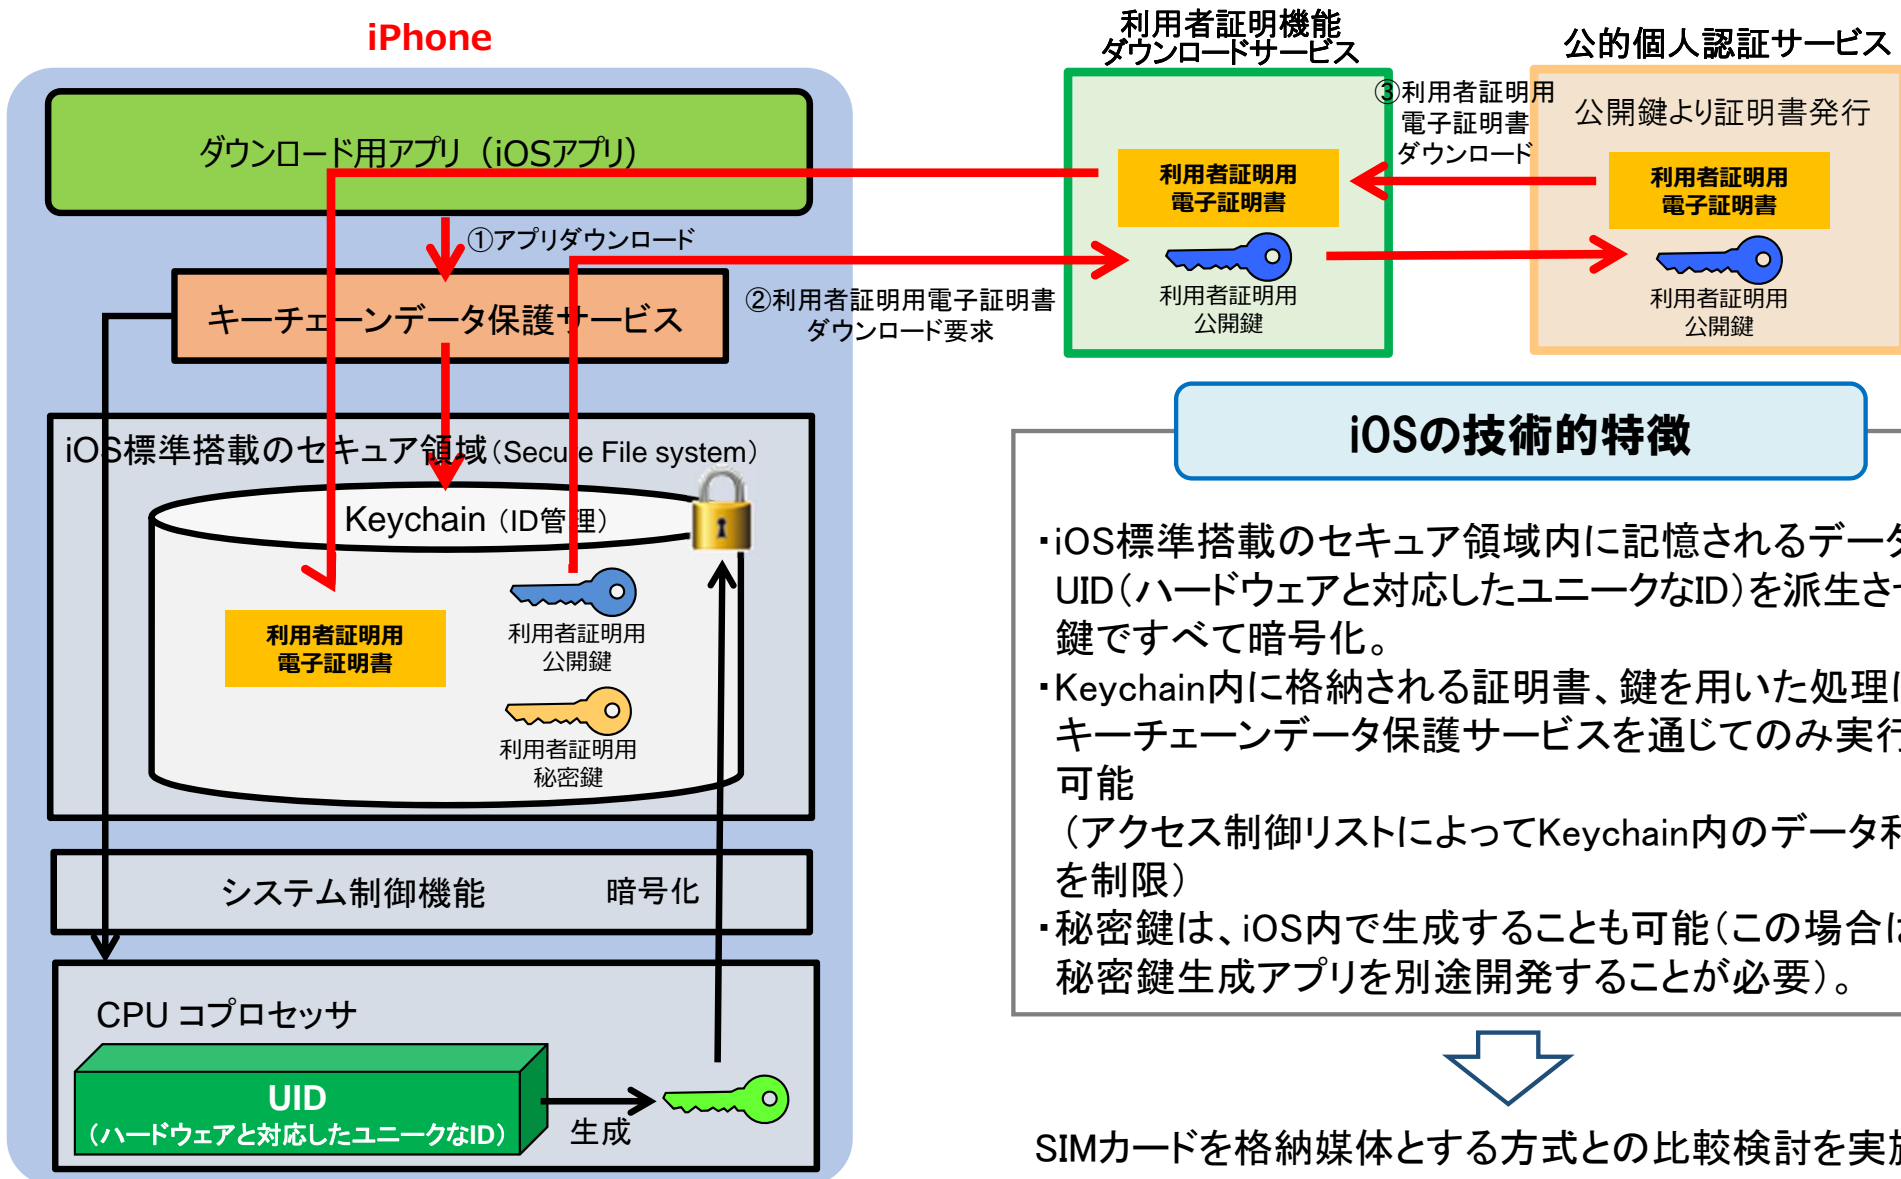 iPhone
ダウンロード用アプリ（iOSアプリ）
①アプリダウンロード
キーチェーンデータ保護サービス
②利用者証明用電子証明書
ダウンロード要求
iOS標準搭載のセキュア領域（Secure File system）
Keychain（ID管理）
利用者証明用
電子証明書
利用者証明用
公開鍵
利用者証明用
秘密鍵
システム制御機能
暗号化
CPU コプロセッサ
UID
（ハードウェアと対応したユニークなID）
生成
利用者証明機能
ダウンロードサービス
利用者証明用
電子証明書
利用者証明用
公開鍵
③利用者証明用
電子証明書
ダウンロード
公的個人認証サービス
公開鍵より証明書発行
利用者証明用
電子証明書
利用者証明用
公開鍵
iOSの技術的特徴
・iOS標準搭載のセキュア領域内に記憶されるデータ
UID（ハードウェアと対応したユニークなID）を派生さ
鍵ですべて暗号化。
・Keychain内に格納される証明書、鍵を用いた処理
キーチェーンデータ保護サービスを通じてのみ実行
可能
（アクセス制御リストによってKeychain内のデータ利
を制限）
・秘密鍵は、iOS内で生成することも可能（この場合は
秘密鍵生成アプリを別途開発することが必要）。
SIMカードを格納媒体とする方式との比較検討を実施